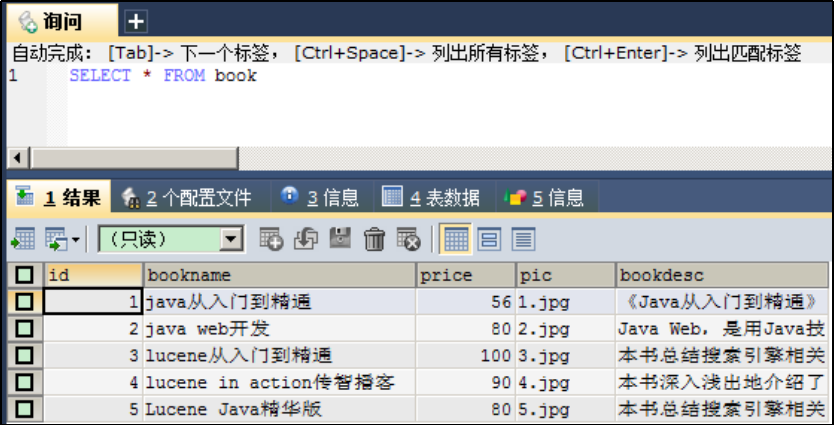 询问
自动完成: [Tab]-> 下一个标签, [Ctrl+Space]-> 列出所有标签, [Ctrl+Enter]-> 列出匹配标签
1 SELECT * FROM book
1 结果 2 个配置文件 3 信息 4 表数据 5 信息
(只读)
id bookname price pic bookdesc
1 java从入门到精通 56 1.jpg 《Java从入门到精通》
2 java web开发 80 2.jpg Java Web, 是用Java技
3 lucene从入门到精通 100 3.jpg 本书总结搜索引擎相关
4 lucene in action传智播客 90 4.jpg 本书深入浅出地介绍了
5 Lucene Java精华版 80 5.jpg 本书总结搜索引擎相关